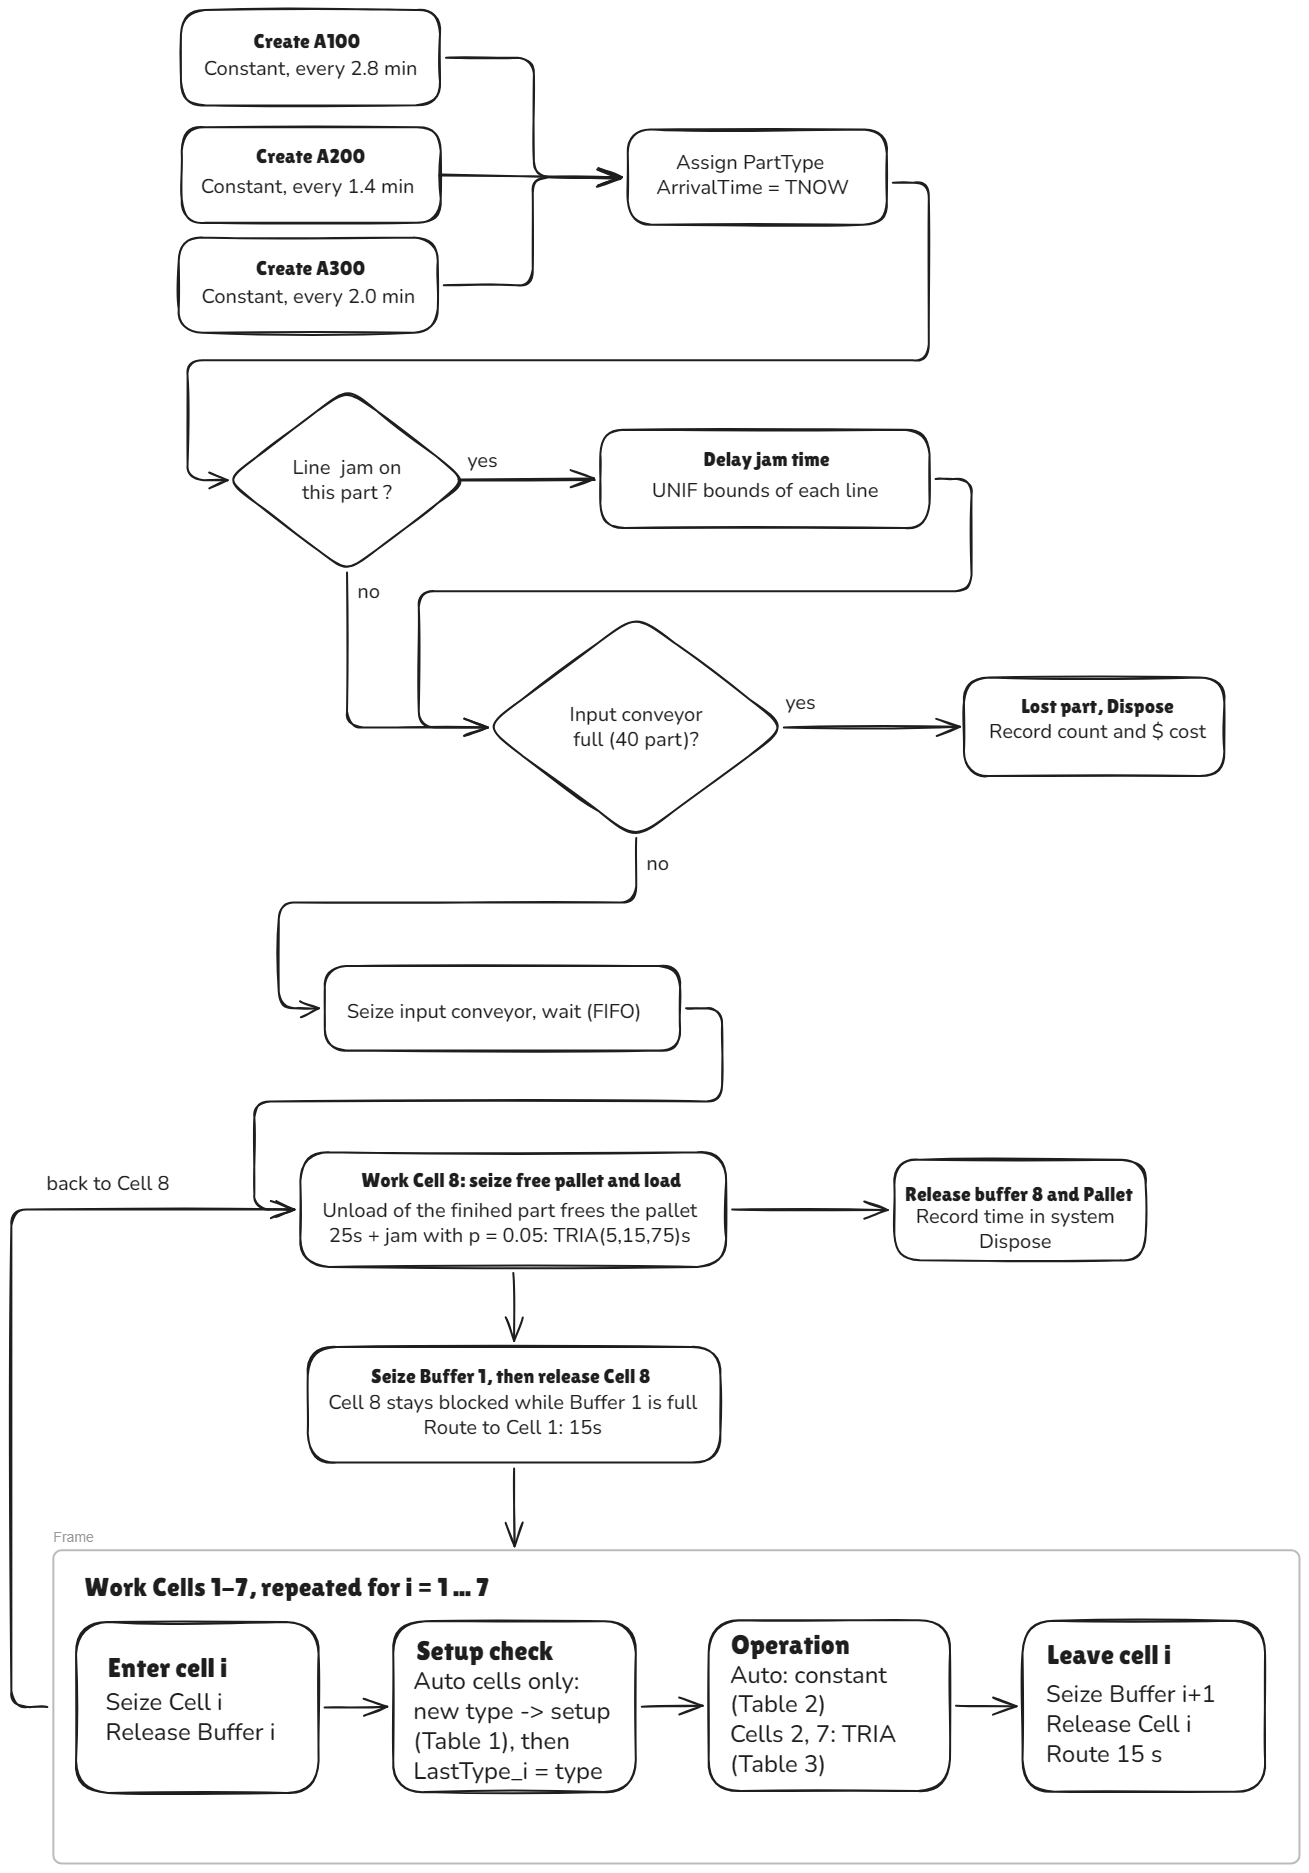 Create A100
Constant, every 2.8 min
Create A200
Constant, every 1.4 min
Create A300
Constant, every 2.0 min
Assign PartType
ArrivalTime = TNOW
Line jam on
this part ?
yes
Delay jam time
UNIF bounds of each line
no
Input conveyor
full (40 part)?
yes
Lost part, Dispose
Record count and $ cost
no
Seize input conveyor, wait (FIFO)
back to Cell 8
Work Cell 8: seize free pallet and load
Unload of the finihed part frees the pallet
25s + jam with p = 0.05: TRIA(5,15,75)s
Release buffer 8 and Pallet
Record time in system
Dispose
Seize Buffer 1, then release Cell 8
Cell 8 stays blocked while Buffer 1 is full
Route to Cell 1: 15s
Frame
Work Cells 1-7, repeated for i = 1 ... 7
Enter cell i
Seize Cell i
Release Buffer i
Setup check
Auto cells only:
new type -> setup
(Table 1), then
LastType_i = type
Operation
Auto: constant
(Table 2)
Cells 2, 7: TRIA
(Table 3)
Leave cell i
Seize Buffer i+1
Release Cell i
Route 15 s